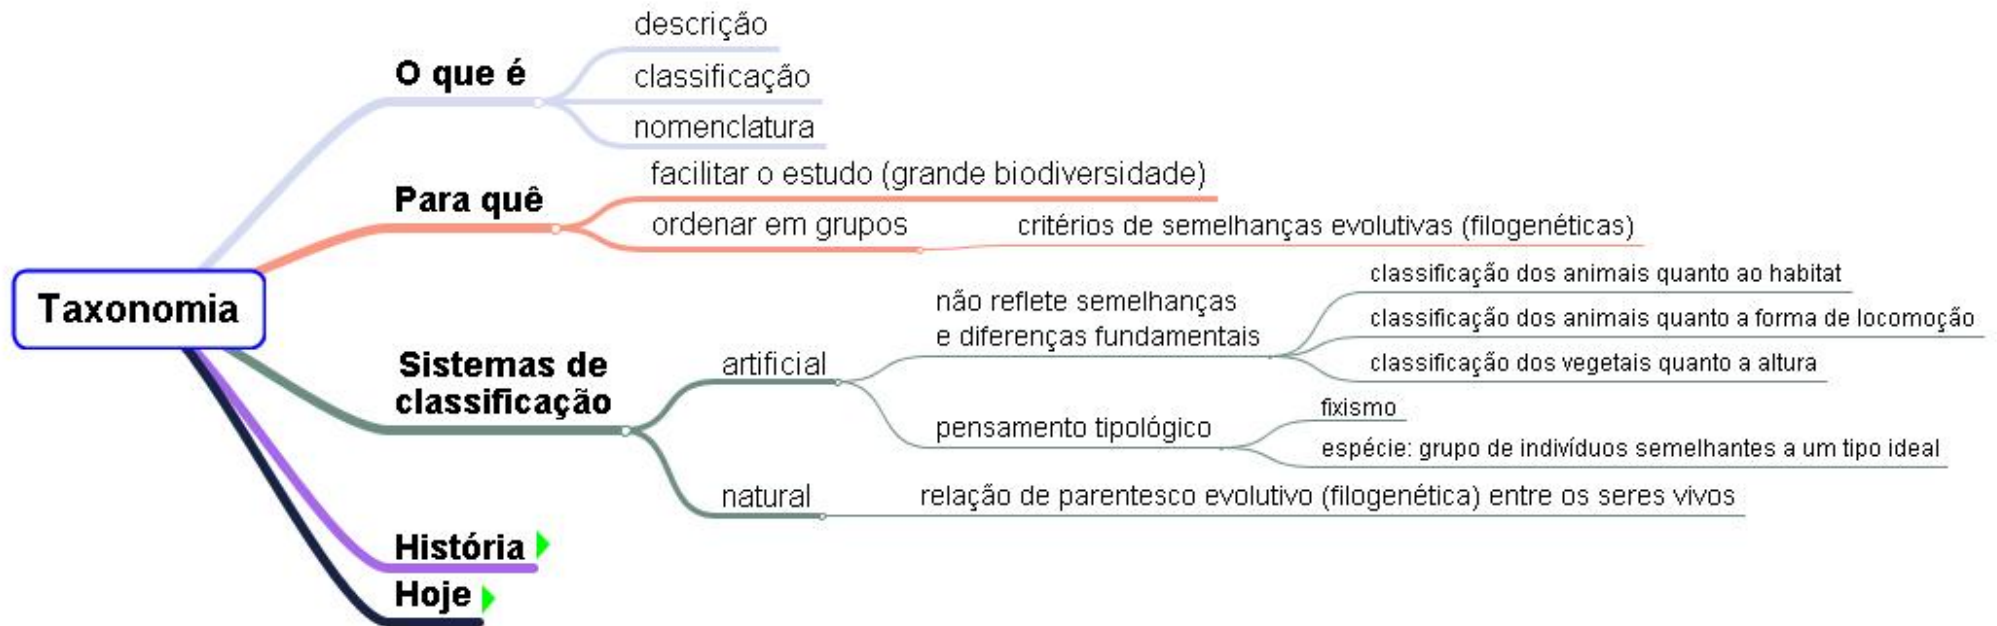 Taxonomia
O que é
descrição
classificação
nomenclatura
Para quê
facilitar o estudo (grande biodiversidade)
ordenar em grupos
critérios de semelhanças evolutivas (filogenéticas)
Sistemas de
classificação
artificial
não reflete semelhanças
e diferenças fundamentais
classificação dos animais quanto ao habitat
classificação dos animais quanto a forma de locomoção
classificação dos vegetais quanto a altura
pensamento tipológico
fixismo
espécie: grupo de indivíduos semelhantes a um tipo ideal
natural
relação de parentesco evolutivo (filogenética) entre os seres vivos
História
Hoje